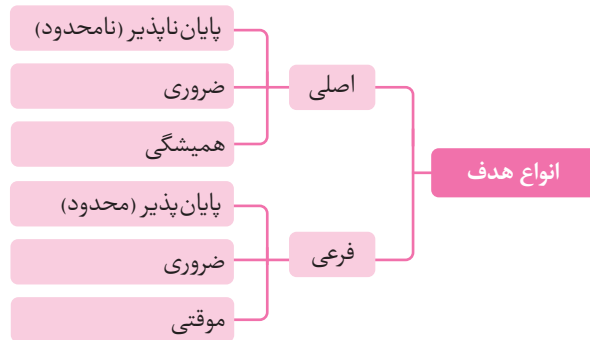 انواع هدف
اصلی
پایان‌ناپذیر (نامحدود)
ضروری
همیشگی
فرعی
پایان‌پذیر (محدود)
ضروری
موقتی